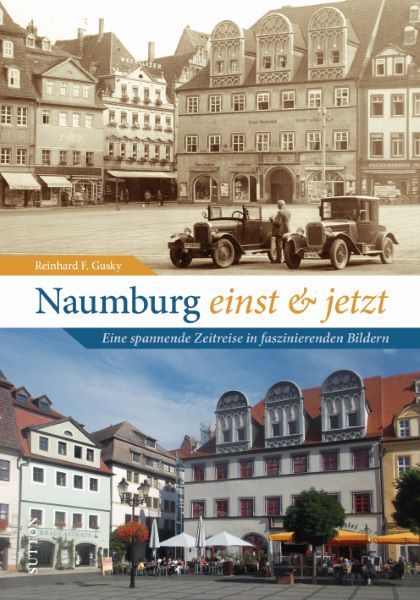 Reinhard F. Gusky
Naumburg einst & jetzt
Eine spannende Zeitreise in faszinierenden Bildern
SUTTON